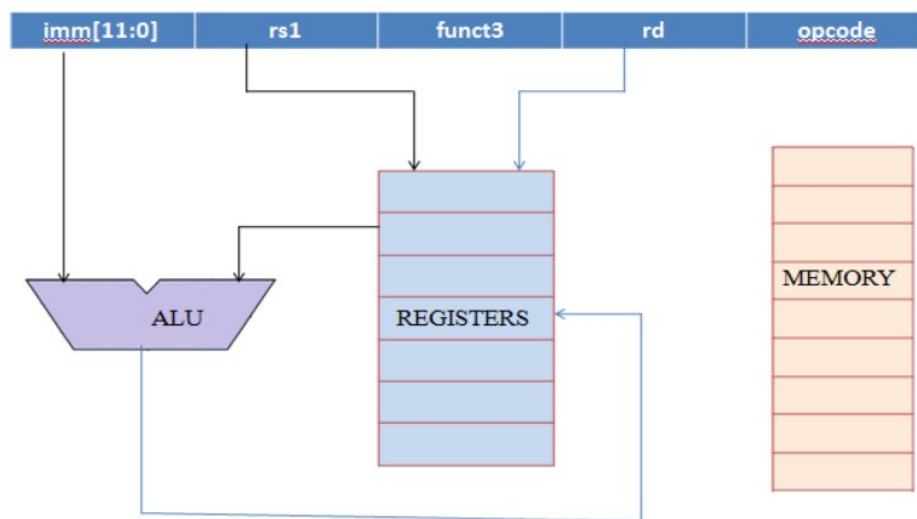 imm[11:0] rs1 funct3 rd opcode
MEMORY
ALU REGISTERS